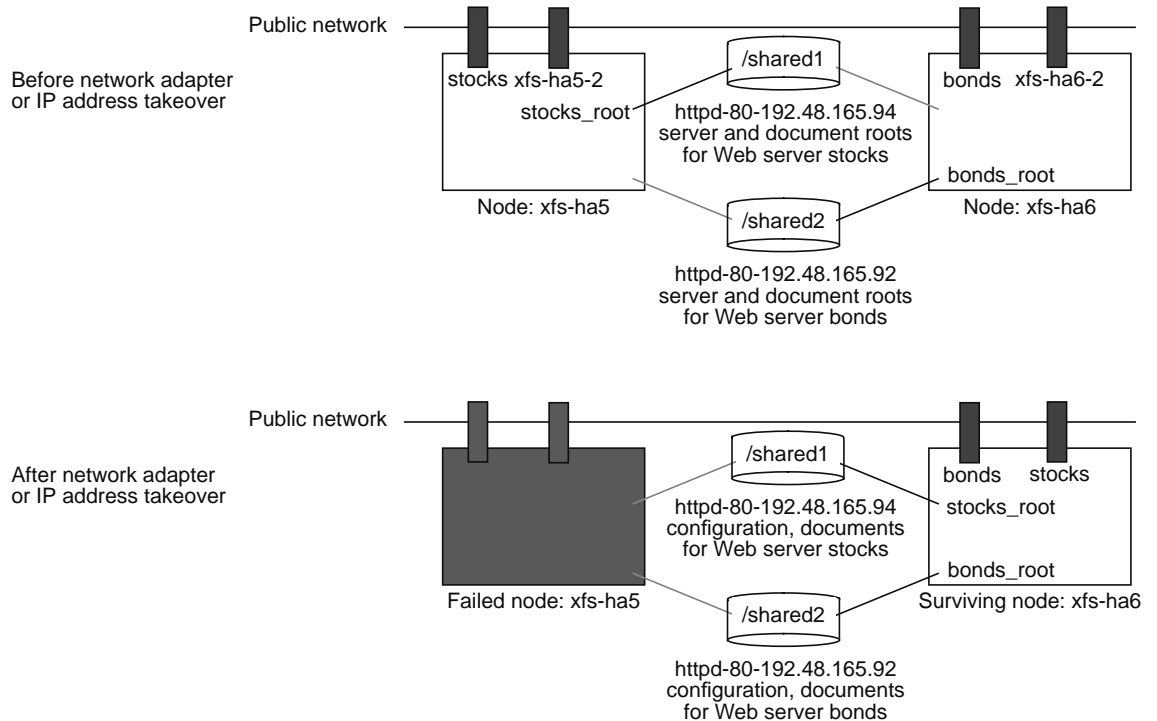 Public network
Before network adapter
or IP address takeover
stocks xfs-ha5-2
stocks_root
Node: xfs-ha5
/shared1
httpd-80-192.48.165.94
server and document roots
for Web server stocks
/shared2
httpd-80-192.48.165.92
server and document roots
for Web server bonds
bonds xfs-ha6-2
bonds_root
Node: xfs-ha6
Public network
After network adapter
or IP address takeover
Failed node: xfs-ha5
/shared1
httpd-80-192.48.165.94
configuration, documents
for Web server stocks
/shared2
httpd-80-192.48.165.92
configuration, documents
for Web server bonds
bonds stocks
stocks_root
bonds_root
Surviving node: xfs-ha6